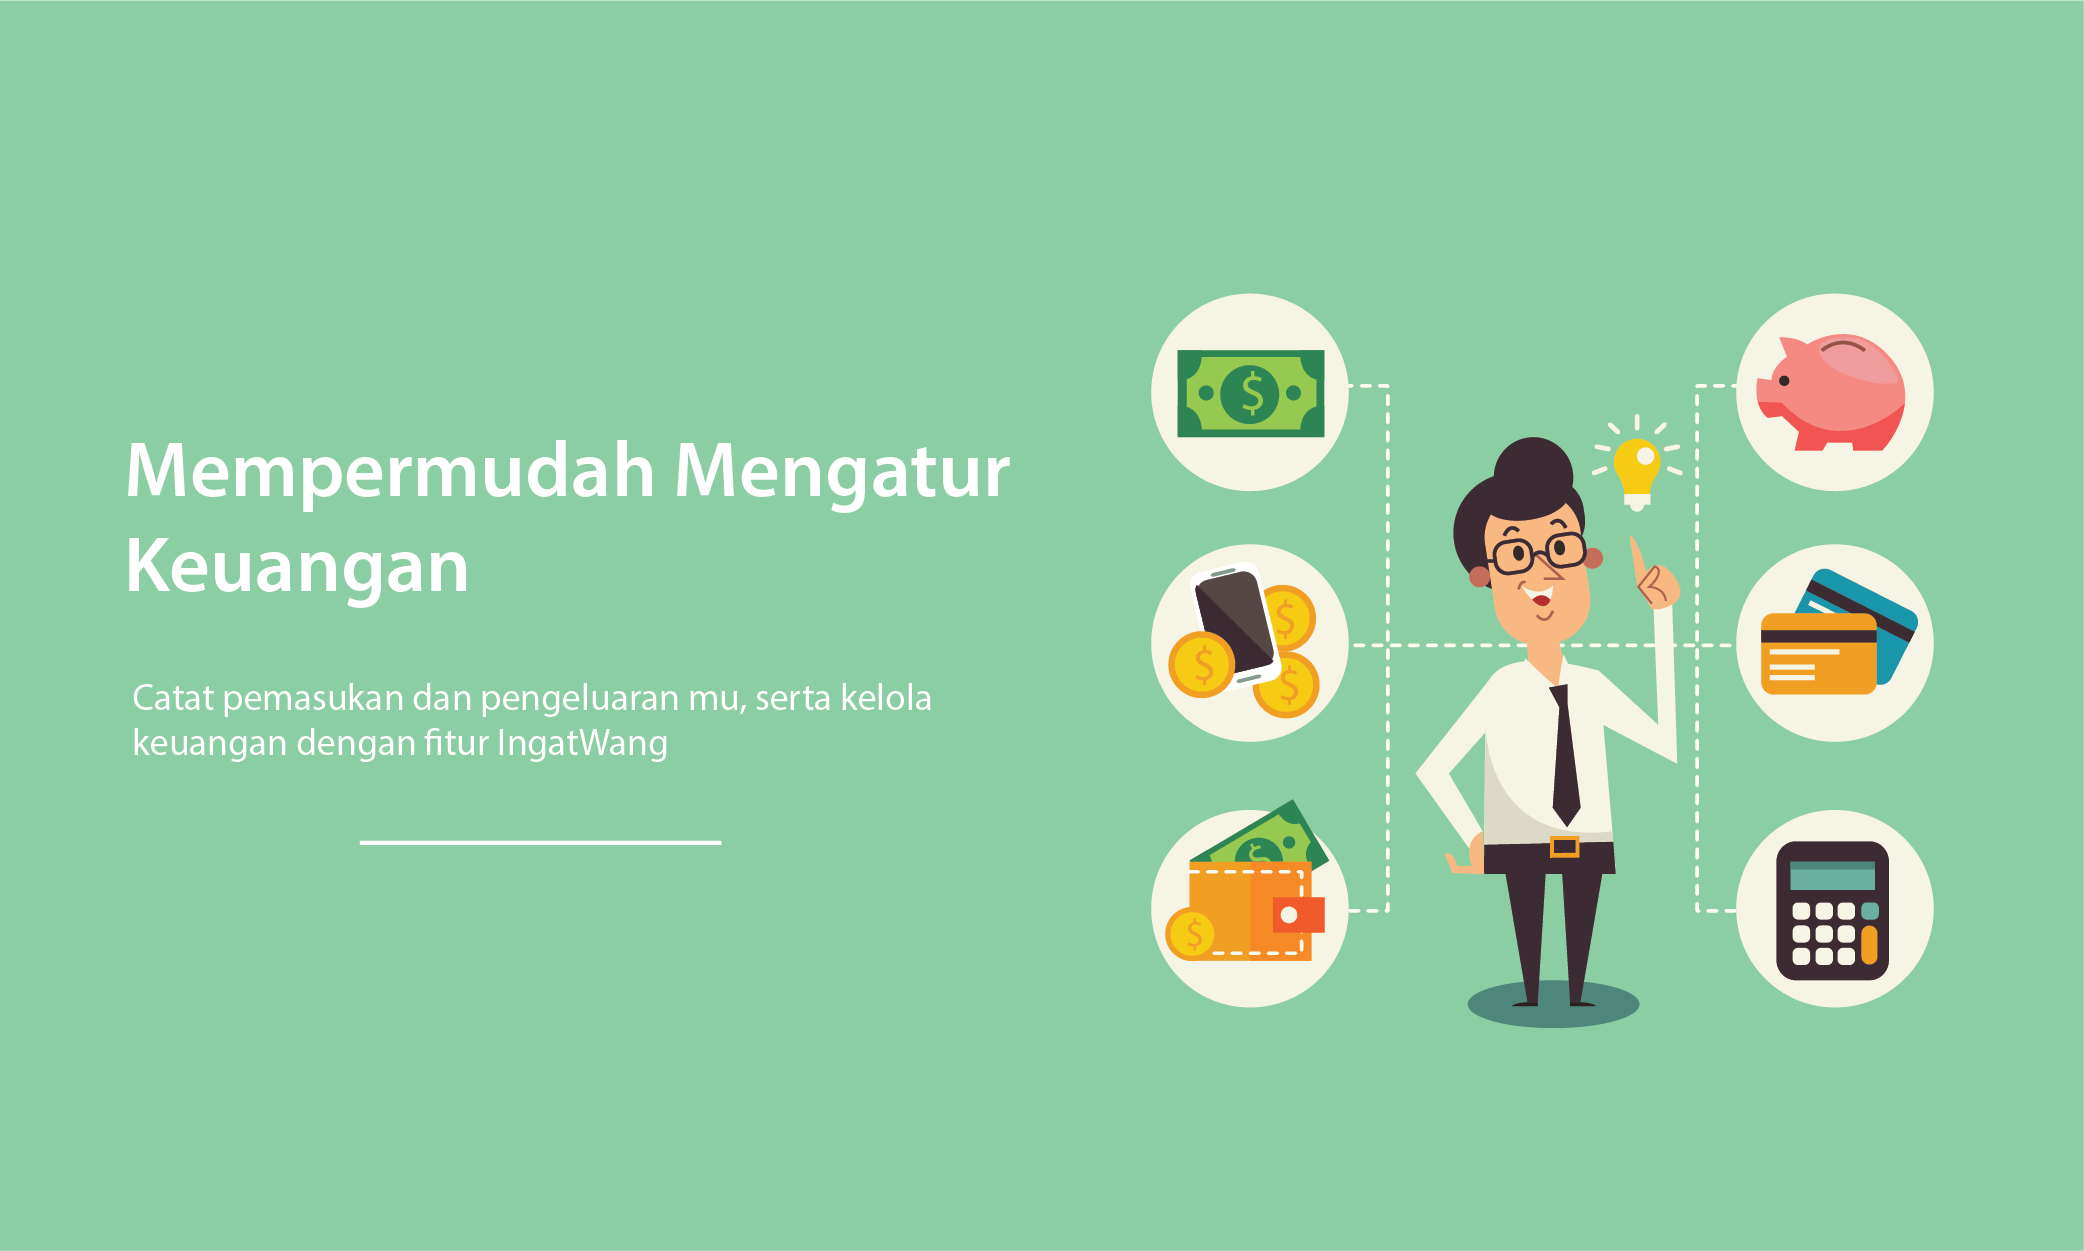 Mempermudah Mengatur
Keuangan
Catat pemasukan dan pengeluaran mu, serta kelola
keuangan dengan fitur IngatWang